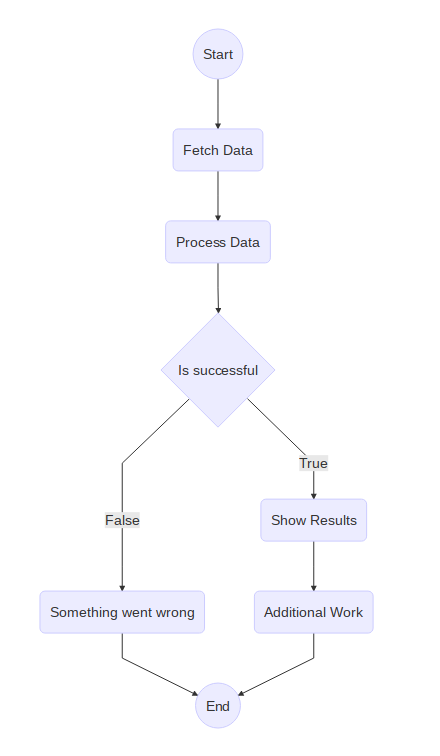 Start
Fetch Data
Process Data
Is successful
True
False
Show Results
Something went wrong
Additional Work
End